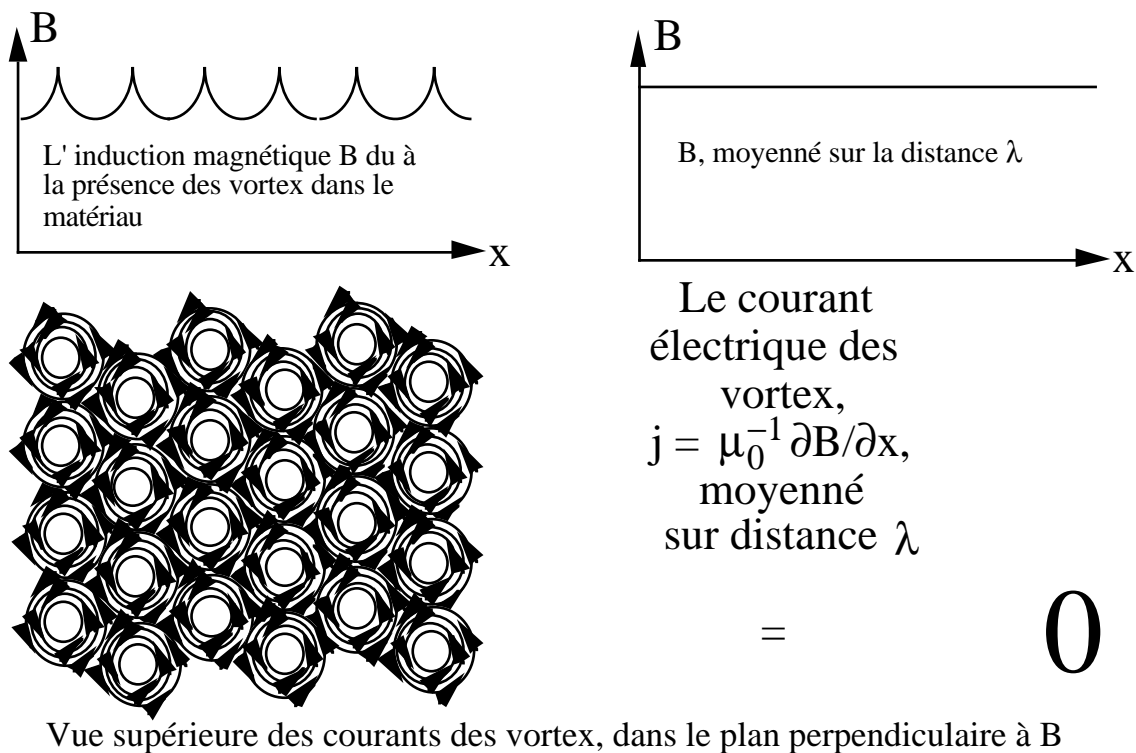 B
L' induction magnétique B du à
la présence des vortex dans le
matériau
x
B
B, moyenné sur la distance λ
x
Le courant
électrique des
vortex,
j = μ₀⁻¹ ∂B/∂x,
moyenné
sur distance λ
= 0
Vue supérieure des courants des vortex, dans le plan perpendiculaire à B